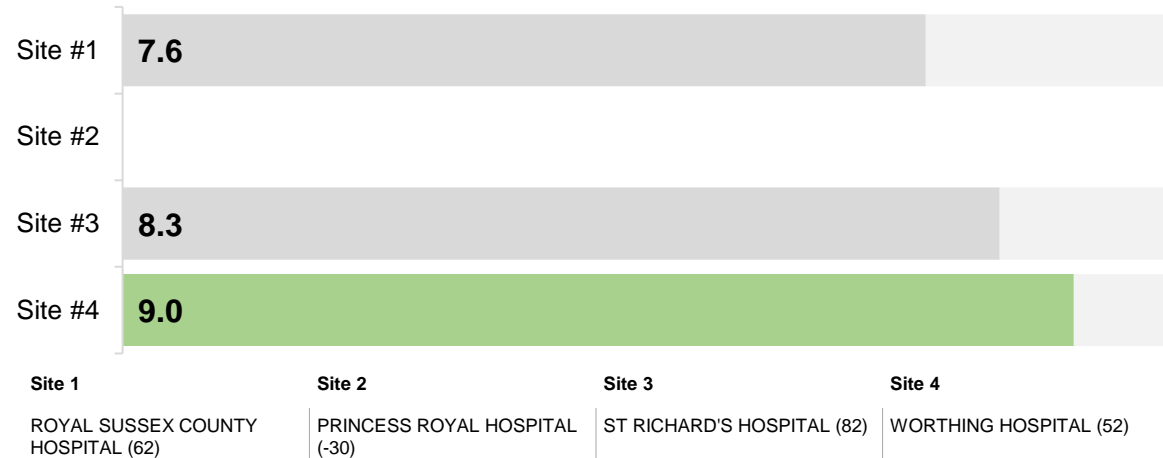 Site #1
7.6
Site #2
Site #3
8.3
Site #4
9.0
Site 1
Site 2
Site 3
Site 4
ROYAL SUSSEX COUNTY
HOSPITAL (62)
PRINCESS ROYAL HOSPITAL
(-30)
ST RICHARD'S HOSPITAL (82)
WORTHING HOSPITAL (52)